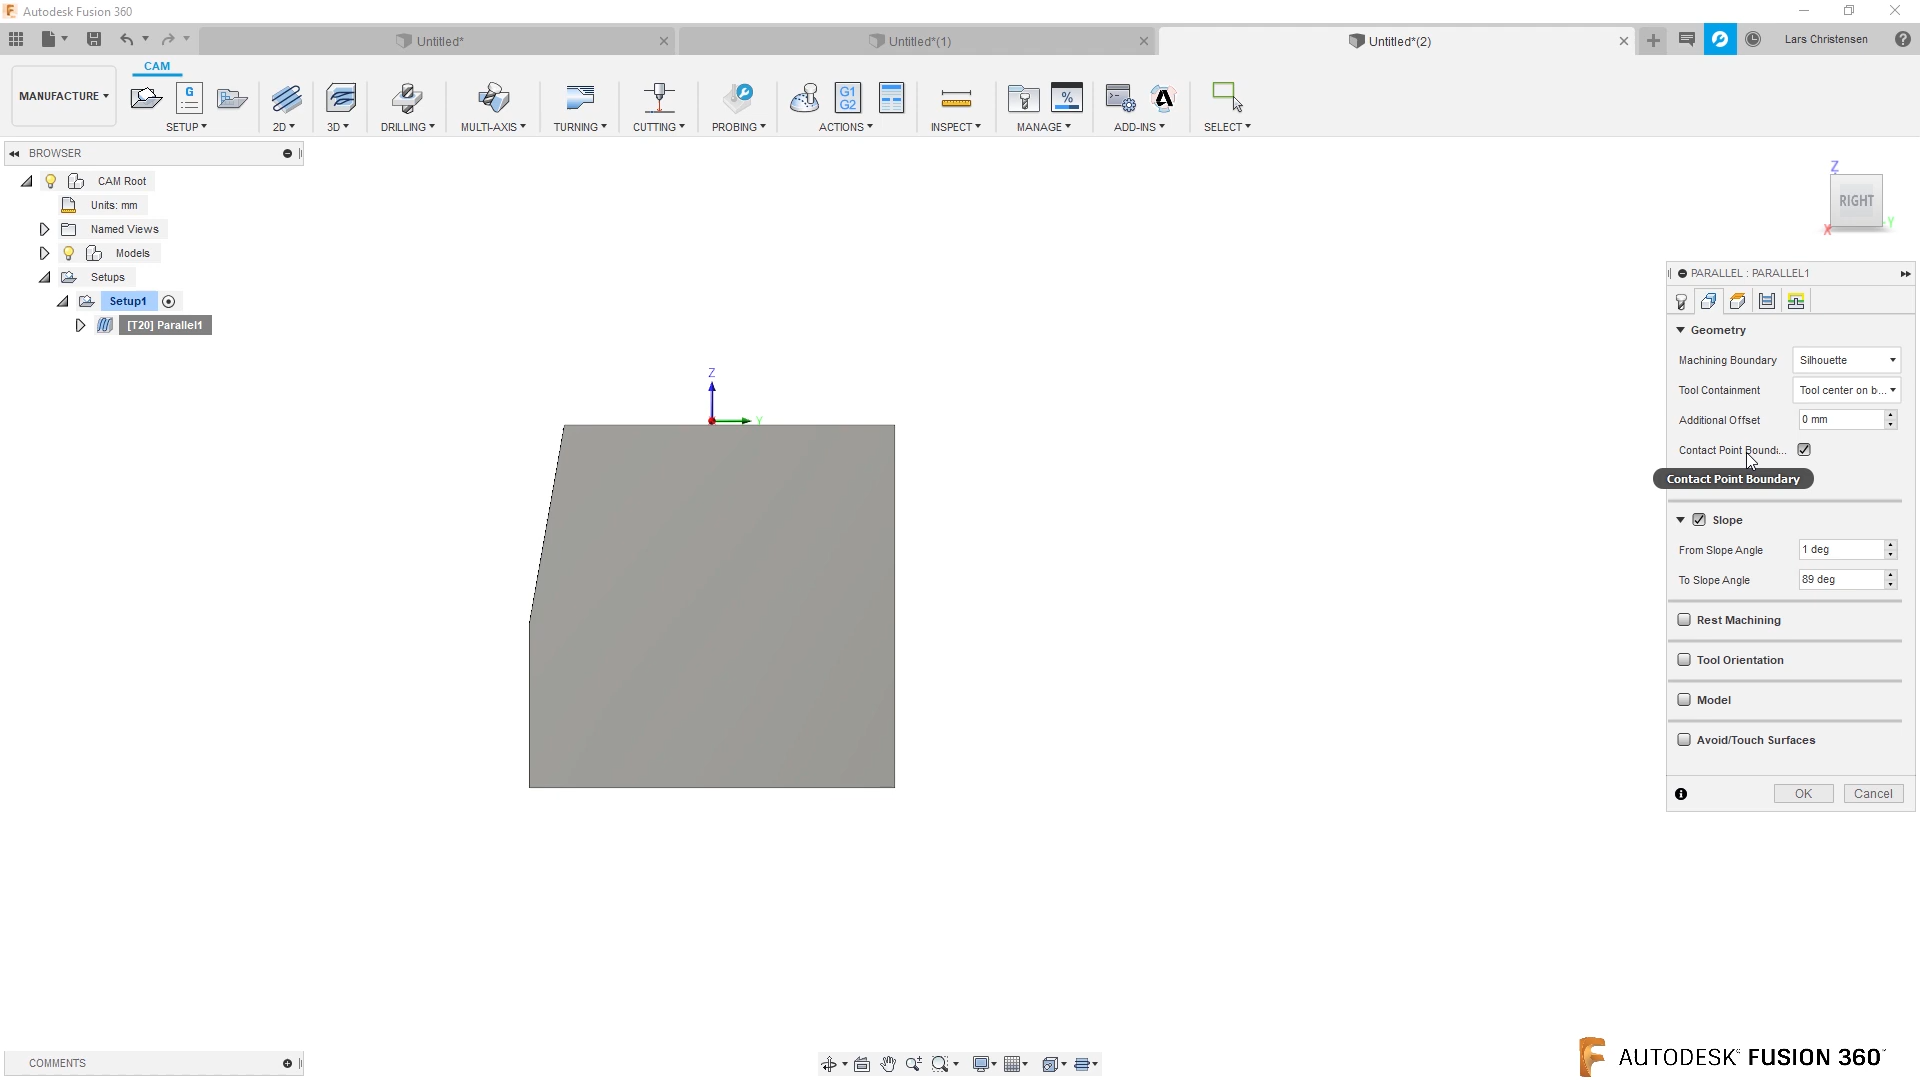 Autodesk Fusion 360
Untitled*
Untitled*(1)
Untitled*(2)
Lars Christensen
MANUFACTURE
CAM
SETUP
2D
3D
DRILLING
MULTI-AXIS
TURNING
CUTTING
PROBING
G1
G2
ACTIONS
INSPECT
MANAGE
ADD-INS
SELECT
BROWSER
CAM Root
Units: mm
Named Views
Models
Setups
Setup1
[T20] Parallel1
Z
Y
Z
RIGHT
X
Y
PARALLEL : PARALLEL1
Geometry
Machining Boundary Silhouette
Tool Containment Tool center on b...
Additional Offset 0 mm
Contact Point Bounda...
Contact Point Boundary
Slope
From Slope Angle 1 deg
To Slope Angle 89 deg
Rest Machining
Tool Orientation
Model
Avoid/Touch Surfaces
OK Cancel
COMMENTS
AUTODESK® FUSION 360™